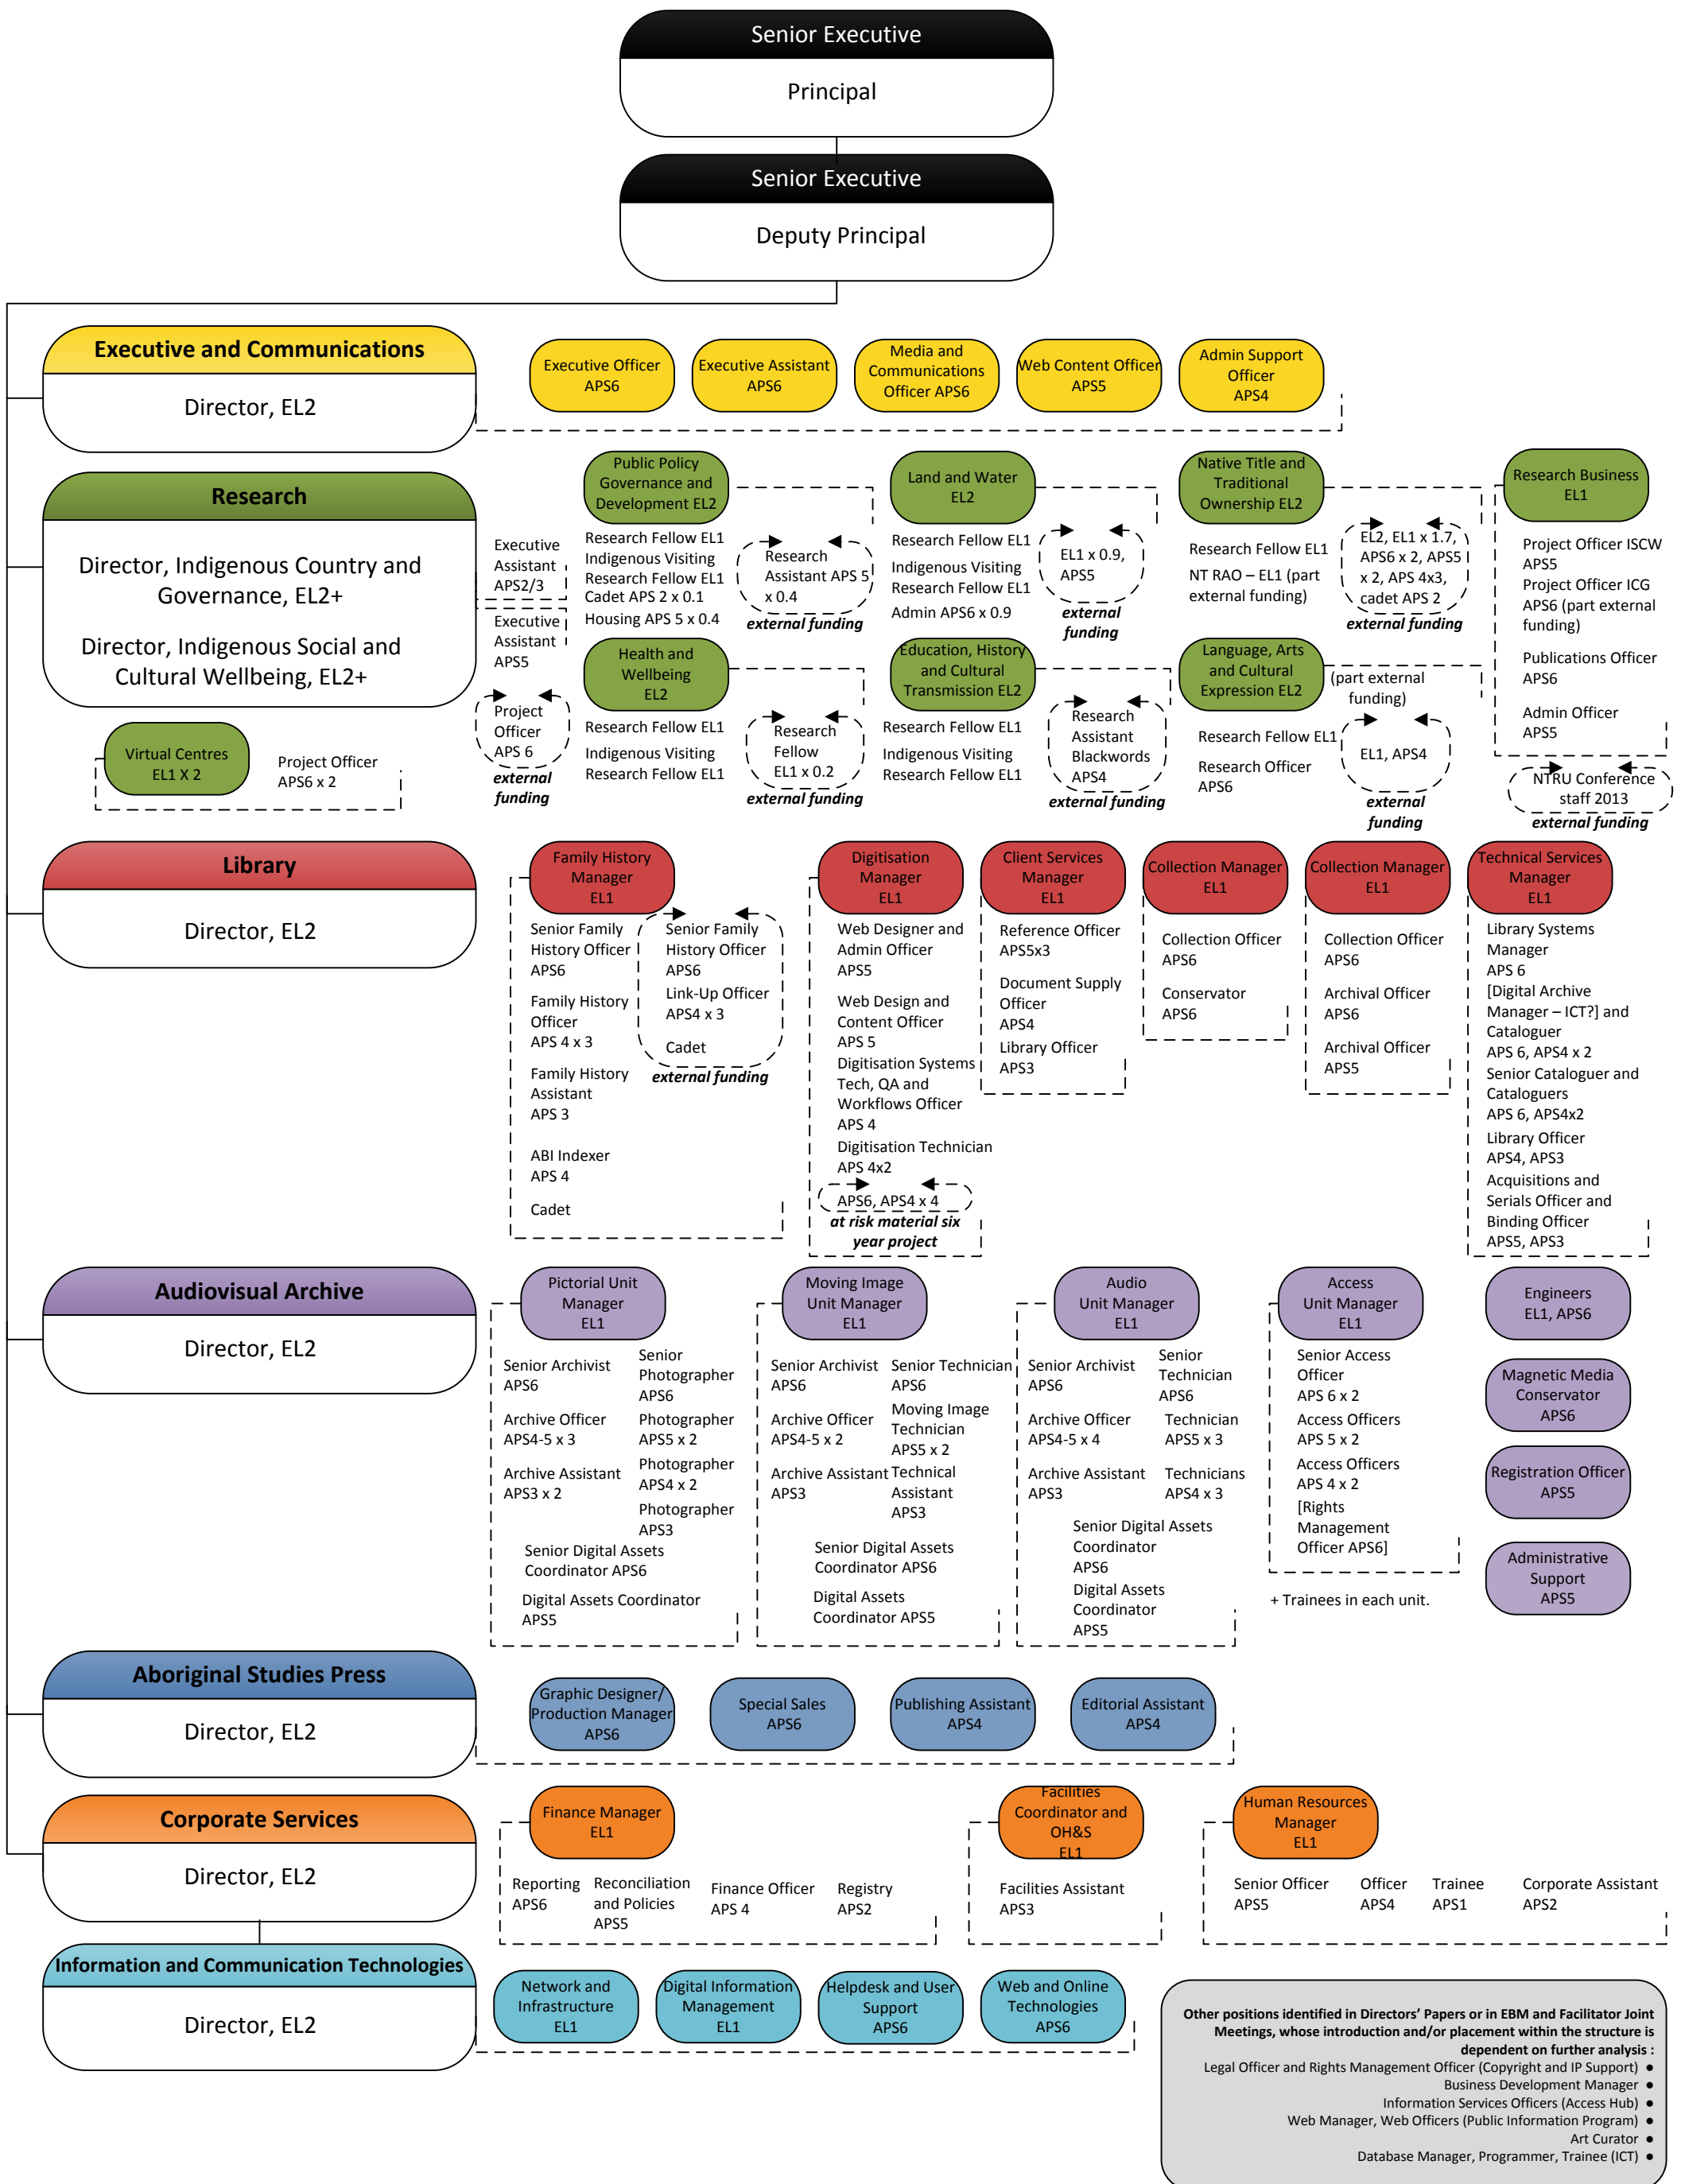 Senior Executive
Principal
Senior Executive
Deputy Principal
Executive and Communications
Director, EL2
Executive Officer
APS6
Executive Assistant
APS6
Media and
Communications
Officer APS6
Web Content Officer
APS5
Admin Support
Officer
APS4
Research
Director, Indigenous Country and
Governance, EL2+
Director, Indigenous Social and
Cultural Wellbeing, EL2+
Virtual Centres
EL1 X 2
Project Officer
APS6 x 2
Executive
Assistant
APS2/3
Executive
Assistant
APS5
Project
Officer
APS 6
external
funding
Public Policy
Governance and
Development EL2
Research Fellow EL1
Indigenous Visiting
Research Fellow EL1
Cadet APS 2 x 0.1
Housing APS 5 x 0.4
Research
Assistant APS 5
x 0.4
external funding
Land and Water
EL2
Research Fellow EL1
Indigenous Visiting
Research Fellow EL1
Admin APS6 x 0.9
EL1 x 0.9,
APS5
external
funding
Native Title and
Traditional
Ownership EL2
Research Fellow EL1
NT RAO – EL1 (part
external funding)
EL2, EL1 x 1.7,
APS6 x 2, APS5
x 2, APS 4x3,
cadet APS 2
external funding
Research Business
EL1
Project Officer ISCW
APS5
Project Officer ICG
APS6 (part external
funding)
Publications Officer
APS6
Admin Officer
APS5
NTRU Conference
staff 2013
external funding
Health and
Wellbeing
EL2
Research Fellow EL1
Indigenous Visiting
Research Fellow EL1
Research
Fellow
EL1 x 0.2
external funding
Education, History
and Cultural
Transmission EL2
Research Fellow EL1
Indigenous Visiting
Research Fellow EL1
Research
Assistant
Blackwords
APS4
external funding
Language, Arts
and Cultural
Expression EL2
(part external
funding)
Research Fellow EL1
Research Officer
APS6
EL1, APS4
external
funding
Library
Director, EL2
Family History
Manager
EL1
Senior Family
History Officer
APS6
Family History
Officer
APS 4 x 3
Family History
Assistant
APS 3
ABI Indexer
APS 4
Cadet
Senior Family
History Officer
APS6
Link-Up Officer
APS4 x 3
Cadet
external funding
Digitisation
Manager
EL1
Web Designer and
Admin Officer
APS5
Web Design and
Content Officer
APS 5
Digitisation Systems
Tech, QA and
Workflows Officer
APS 4
Digitisation Technician
APS 4x2
APS6, APS4 x 4
at risk material six
year project
Client Services
Manager
EL1
Reference Officer
APS5x3
Document Supply
Officer
APS4
Library Officer
APS3
Collection Manager
EL1
Collection Officer
APS6
Conservator
APS6
Collection Manager
EL1
Collection Officer
APS6
Archival Officer
APS6
Archival Officer
APS5
Technical Services
Manager
EL1
Library Systems
Manager
APS 6
[Digital Archive
Manager – ICT?] and
Cataloguer
APS 6, APS4 x 2
Senior Cataloguer and
Cataloguers
APS 6, APS4x2
Library Officer
APS4, APS3
Acquisitions and
Serials Officer and
Binding Officer
APS5, APS3
Audiovisual Archive
Director, EL2
Pictorial Unit
Manager
EL1
Senior Archivist
APS6
Archive Officer
APS4-5 x 3
Archive Assistant
APS3 x 2
Senior
Photographer
APS6
Photographer
APS5 x 2
Photographer
APS4 x 2
Photographer
APS3
Senior Digital Assets
Coordinator APS6
Digital Assets Coordinator
APS5
Moving Image
Unit Manager
EL1
Senior Archivist
APS6
Archive Officer
APS4-5 x 2
Archive Assistant
APS3
Senior Technician
APS6
Moving Image
Technician
APS5 x 2
Technical
Assistant
APS3
Senior Digital Assets
Coordinator APS6
Digital Assets
Coordinator APS5
Audio
Unit Manager
EL1
Senior Archivist
APS6
Archive Officer
APS4-5 x 4
Archive Assistant
APS3
Senior
Technician
APS6
Technician
APS5 x 3
Technicians
APS4 x 3
Senior Digital Assets
Coordinator
APS6
Digital Assets
Coordinator
APS5
Access
Unit Manager
EL1
Senior Access
Officer
APS 6 x 2
Access Officers
APS 5 x 2
Access Officers
APS 4 x 2
[Rights
Management
Officer APS6]
+ Trainees in each unit.
Engineers
EL1, APS6
Magnetic Media
Conservator
APS6
Registration Officer
APS5
Administrative
Support
APS5
Aboriginal Studies Press
Director, EL2
Graphic Designer/
Production Manager
APS6
Special Sales
APS6
Publishing Assistant
APS4
Editorial Assistant
APS4
Corporate Services
Director, EL2
Finance Manager
EL1
Reporting
APS6
Reconciliation
and Policies
APS5
Finance Officer
APS 4
Registry
APS2
Facilities
Coordinator and
OH&S
EL1
Facilities Assistant
APS3
Human Resources
Manager
EL1
Senior Officer
APS5
Officer
APS4
Trainee
APS1
Corporate Assistant
APS2
Information and Communication Technologies
Director, EL2
Network and
Infrastructure
EL1
Digital Information
Management
EL1
Helpdesk and User
Support
APS6
Web and Online
Technologies
APS6
Other positions identified in Directors’ Papers or in EBM and Facilitator Joint
Meetings, whose introduction and/or placement within the structure is
dependent on further analysis :
Legal Officer and Rights Management Officer (Copyright and IP Support) ●
Business Development Manager ●
Information Services Officers (Access Hub) ●
Web Manager, Web Officers (Public Information Program) ●
Art Curator ●
Database Manager, Programmer, Trainee (ICT) ●